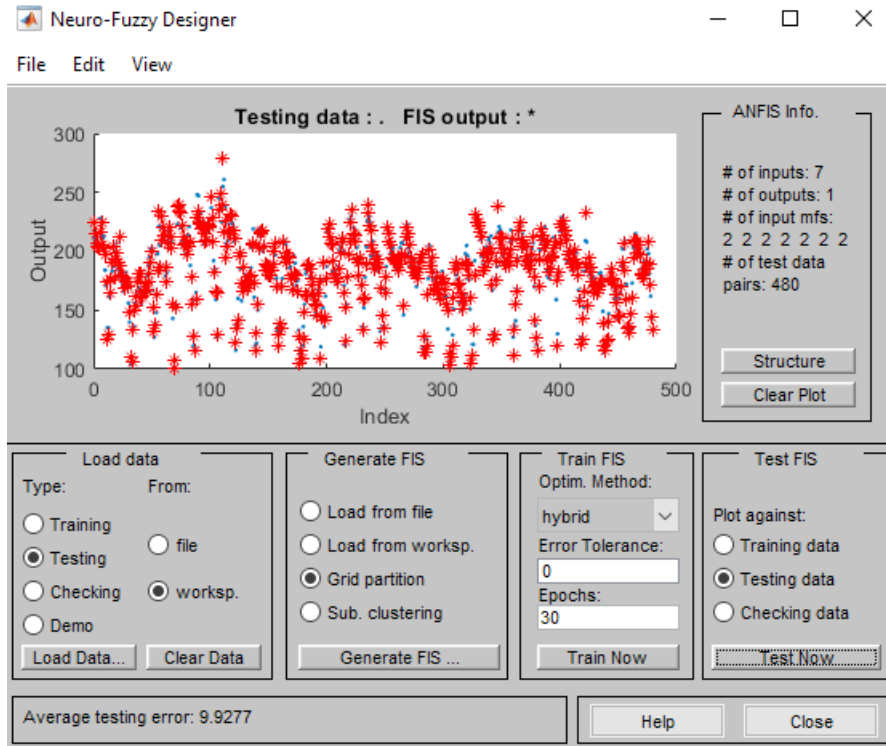 Neuro-Fuzzy Designer
File Edit View
Testing data : . FIS output : *
300
250
200
150
100
Output
0 100 200 300 400 500
Index
ANFIS Info.
# of inputs: 7
# of outputs: 1
# of input mfs:
2 2 2 2 2 2 2
# of test data
pairs: 480
Structure
Clear Plot
Load data
Type: From:
Training
Testing
Checking
Demo
file
worksp.
Load Data... Clear Data
Generate FIS
Load from file
Load from worksp.
Grid partition
Sub. clustering
Generate FIS ...
Train FIS
Optim. Method:
hybrid
Error Tolerance:
0
Epochs:
30
Train Now
Test FIS
Plot against:
Training data
Testing data
Checking data
Test Now
Average testing error: 9.9277
Help Close